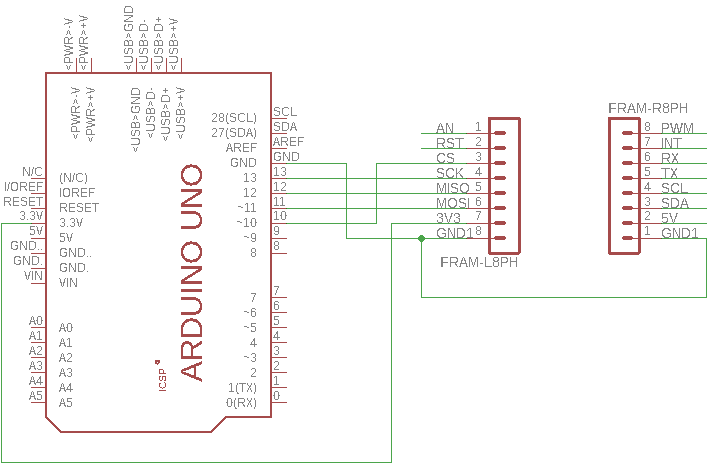 <PWR>-V
<PWR>+V
<USB>GND
<USB>D-
<USB>D+
<USB>+V
<PWR>-V
<PWR>+V
<USB>GND
<USB>D-
<USB>D+
<USB>+V
28(SCL) SCL
27(SDA) SDA
AREF AREF
GND GND
N/C (N/C) 13 13
I/OREF IOREF 12 12
RESET RESET ~11 11
3.3V 3.3V ~10 10
5V 5V ~9 9
GND.. GND.. 8 8
GND. GND.
VIN VIN
7 7
~6 6
A0 A0 ~5 5
A1 A1 4 4
A2 A2 ~3 3
A3 A3 2 2
A4 A4 1(TX) 1
A5 A5 0(RX) 0
ARDUINO UNO
ICSP
AN 1
RST 2
CS 3
SCK 4
MISO 5
MOSI 6
3V3 7
GND1 8
FRAM-L8PH
FRAM-R8PH
8 PWM
7 INT
6 RX
5 TX
4 SCL
3 SDA
2 5V
1 GND1